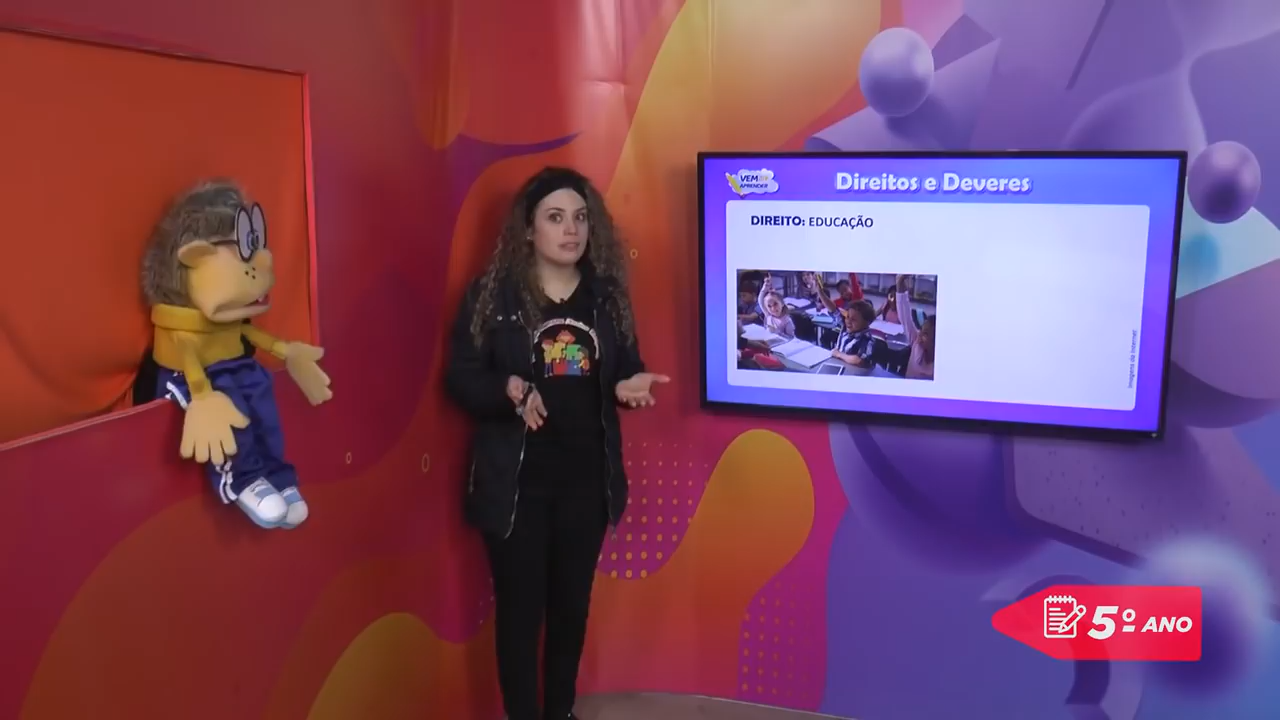 VEM
APRENDER
Direitos e Deveres
DIREITO: EDUCAÇÃO
Imagens da Internet
5º ANO